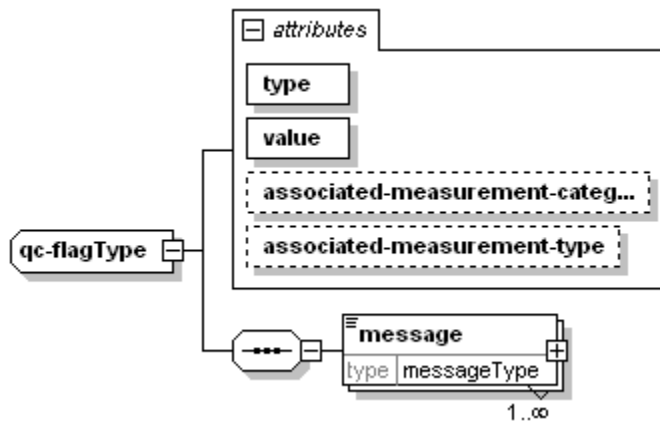 attributes
type
value
associated-measurement-categ...
associated-measurement-type
qc-flagType
message
type messageType
1..∞